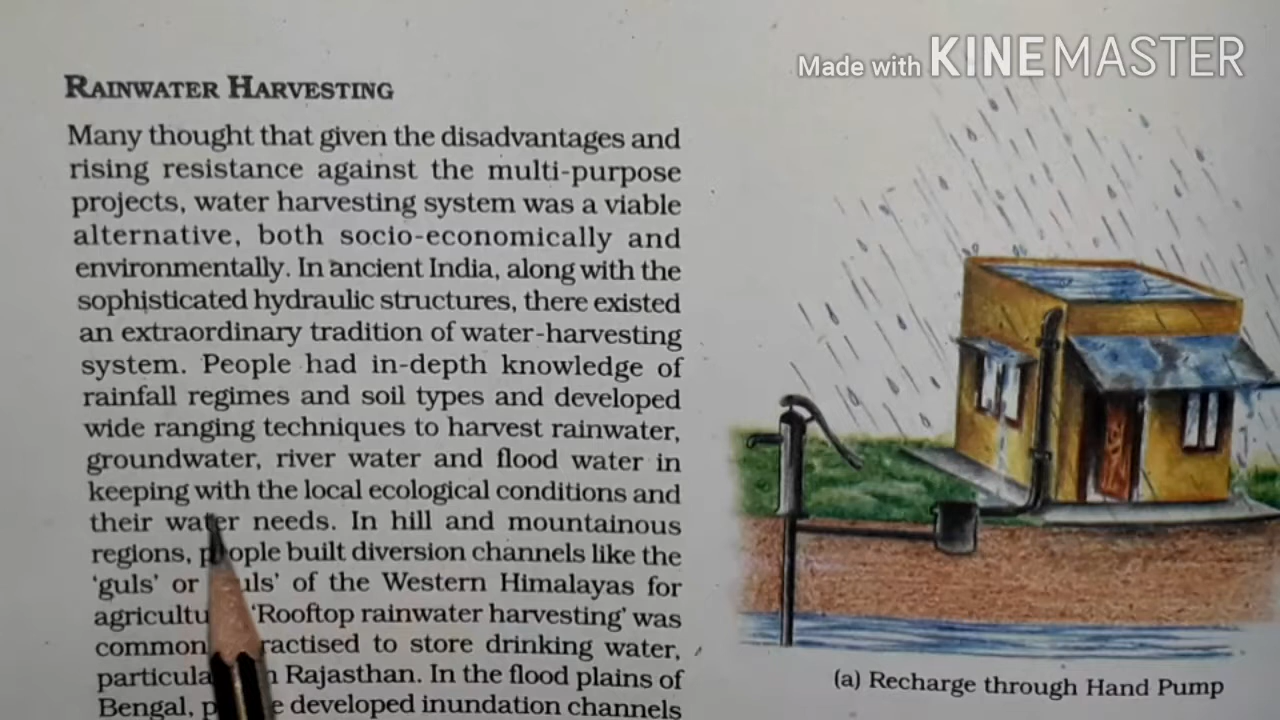 Made with KINEMASTER
RAINWATER HARVESTING
Many thought that given the disadvantages and
rising resistance against the multi-purpose
projects, water harvesting system was a viable
alternative, both socio-economically and
environmentally. In ancient India, along with the
sophisticated hydraulic structures, there existed
an extraordinary tradition of water-harvesting
system. People had in-depth knowledge of
rainfall regimes and soil types and developed
wide ranging techniques to harvest rainwater,
groundwater, river water and flood water in
keeping with the local ecological conditions and
their water needs. In hill and mountainous
regions, people built diversion channels like the
‘guls’ or of the Western Himalayas for
‘Rooftop rainwater harvesting’ was
to store drinking water,
Rajasthan. In the flood plains of
Bengal, developed inundation channels
(a) Recharge through Hand Pump